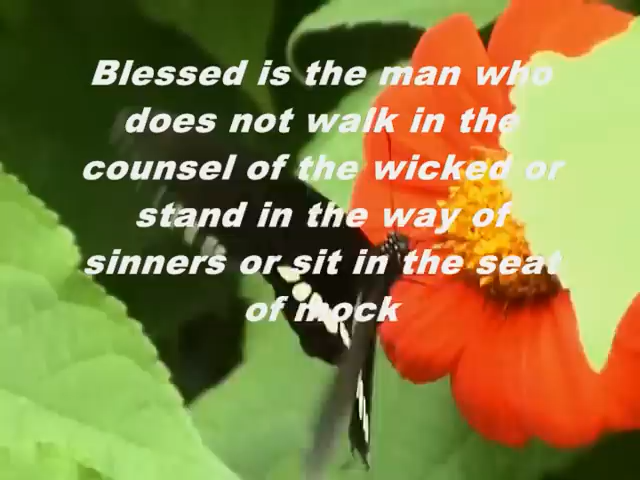 Blessed is the man who
does not walk in the
counsel of the wicked or
stand in the way of
sinners or sit in the seat
of mock